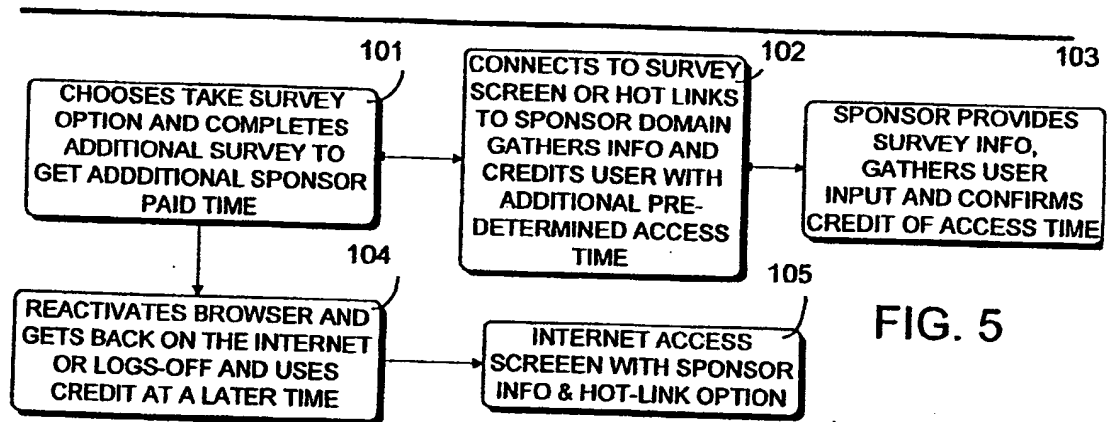 101
CHOOSES TAKE SURVEY
OPTION AND COMPLETES
ADDITIONAL SURVEY TO
GET ADDDITIONAL SPONSOR
PAID TIME
102
CONNECTS TO SURVEY
SCREEN OR HOT LINKS
TO SPONSOR DOMAIN
GATHERS INFO AND
CREDITS USER WITH
ADDITIONAL PRE-
DETERMINED ACCESS
TIME
103
SPONSOR PROVIDES
SURVEY INFO,
GATHERS USER
INPUT AND CONFIRMS
CREDIT OF ACCESS TIME
104
REACTIVATES BROWSER AND
GETS BACK ON THE INTERNET
OR LOGS-OFF AND USES
CREDIT AT A LATER TIME
105
INTERNET ACCESS
SCREEEN WITH SPONSOR
INFO & HOT-LINK OPTION
FIG. 5